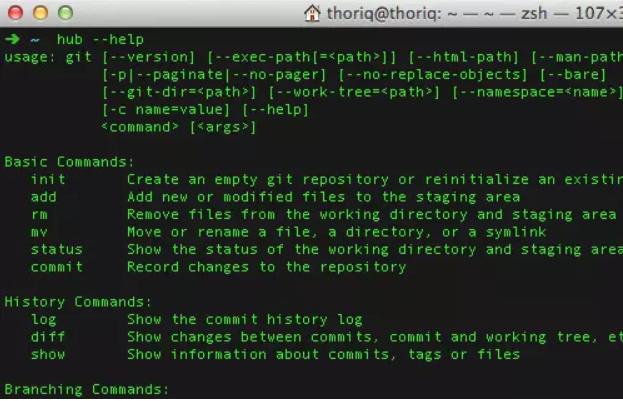 thoriq@thoriq: ~ — ~ — zsh — 107×3
➜ ~ hub --help
usage: git [--version] [--exec-path[=<path>]] [--html-path] [--man-path
[-p|--paginate|--no-pager] [--no-replace-objects] [--bare]
[--git-dir=<path>] [--work-tree=<path>] [--namespace=<name>]
[-c name=value] [--help]
<command> [<args>]
Basic Commands:
init Create an empty git repository or reinitialize an existin
add Add new or modified files to the staging area
rm Remove files from the working directory and staging area
mv Move or rename a file, a directory, or a symlink
status Show the status of the working directory and staging area
commit Record changes to the repository
History Commands:
log Show the commit history log
diff Show changes between commits, commit and working tree, et
show Show information about commits, tags or files
Branching Commands: